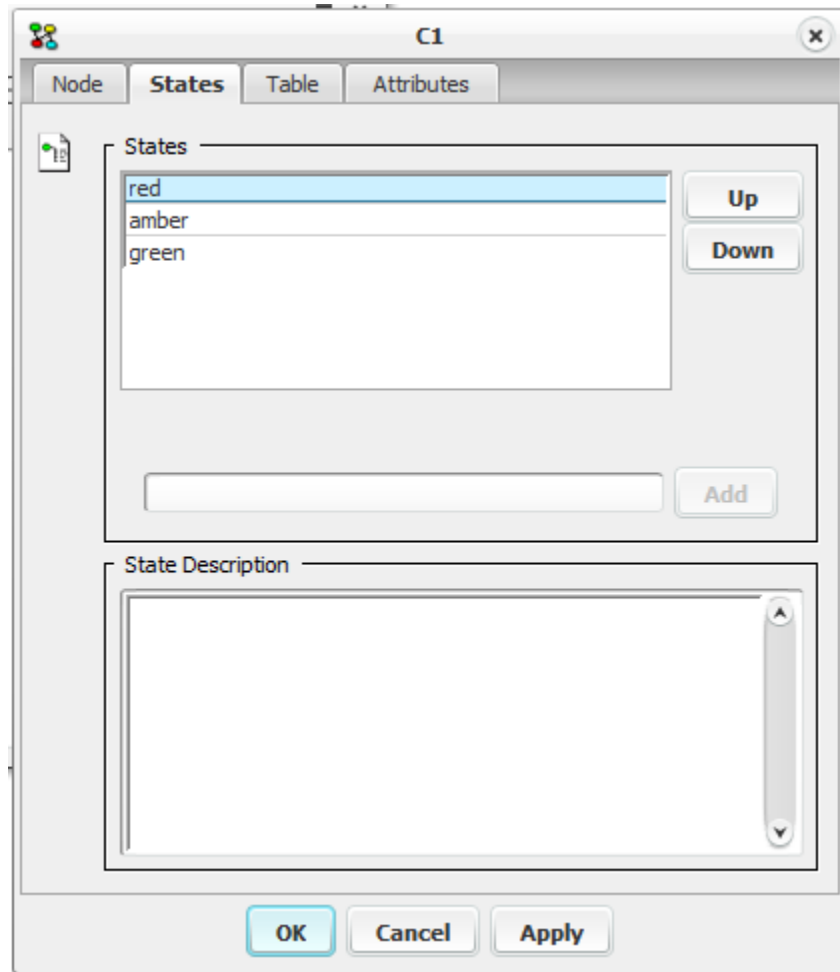 C1
Node States Table Attributes
States
red
Up
amber
Down
green
Add
State Description
OK Cancel Apply